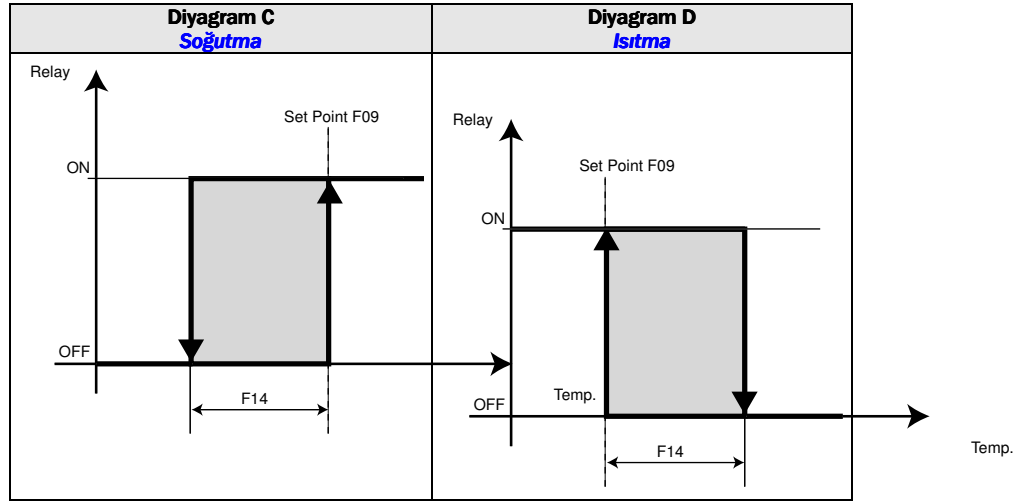 Diyagram C
Soğutma
Diyagram D
Isıtma
Relay
Set Point F09
ON
OFF
F14
Temp.
Relay
Set Point F09
ON
OFF
F14
Temp.